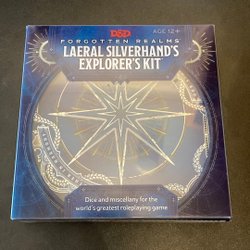 D&D
AGE 12+
FORGOTTEN REALMS
LAERAL SILVERHAND'S
EXPLORER'S KIT
Dice and miscellany for the
world's greatest roleplaying game